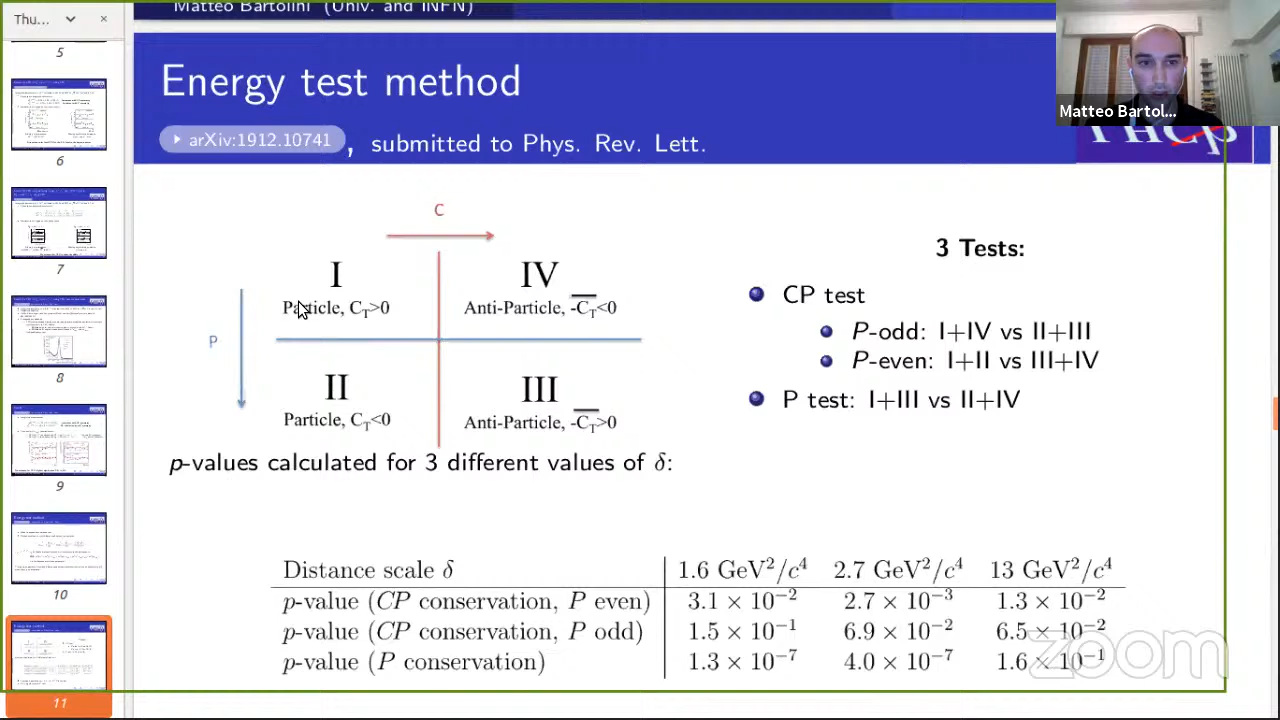 Thu...
Matteo Bartolini (Univ. and INFN)
Energy test method
arXiv:1912.10741, submitted to Phys. Rev. Lett.
Matteo Bartol...
THCp
C
P
I
Particle, C_T>0
IV
Anti-Particle, -C̅_T<0
II
Particle, C_T<0
III
Anti-Particle, -C̅_T>0
3 Tests:
CP test
P-odd: I+IV vs II+III
P-even: I+II vs III+IV
P test: I+III vs II+IV
p-values calculated for 3 different values of δ:
Distance scale δ 1.6 GeV²/c⁴ 2.7 GeV²/c⁴ 13 GeV²/c⁴
p-value (CP conservation, P even) 3.1 × 10⁻² 2.7 × 10⁻³ 1.3 × 10⁻²
p-value (CP conservation, P odd) 1.5 × 10⁻¹ 6.9 × 10⁻² 6.5 × 10⁻²
p-value (P conservation) 1.3 × 10⁻⁷ 4.0 × 10⁻⁷ 1.6 × 10⁻¹
zoom
5
6
7
8
9
10
11